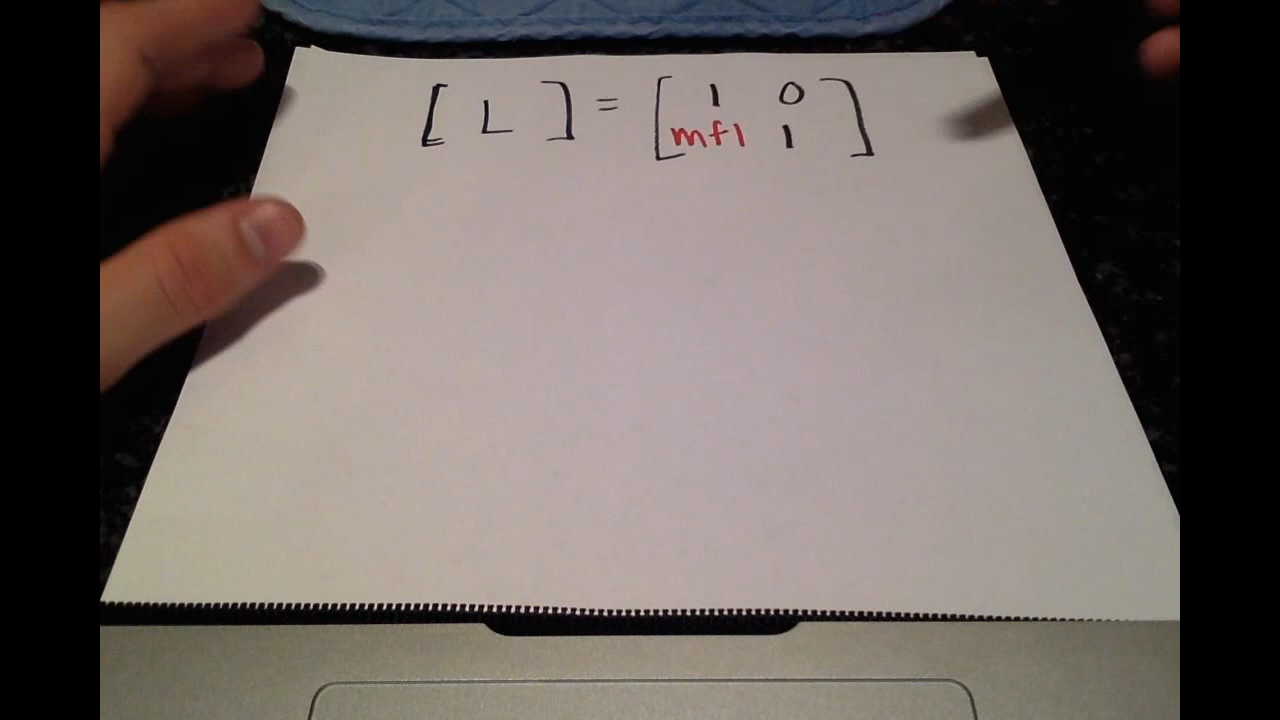 [ L ] = [ 1 0
mf1 1 ]